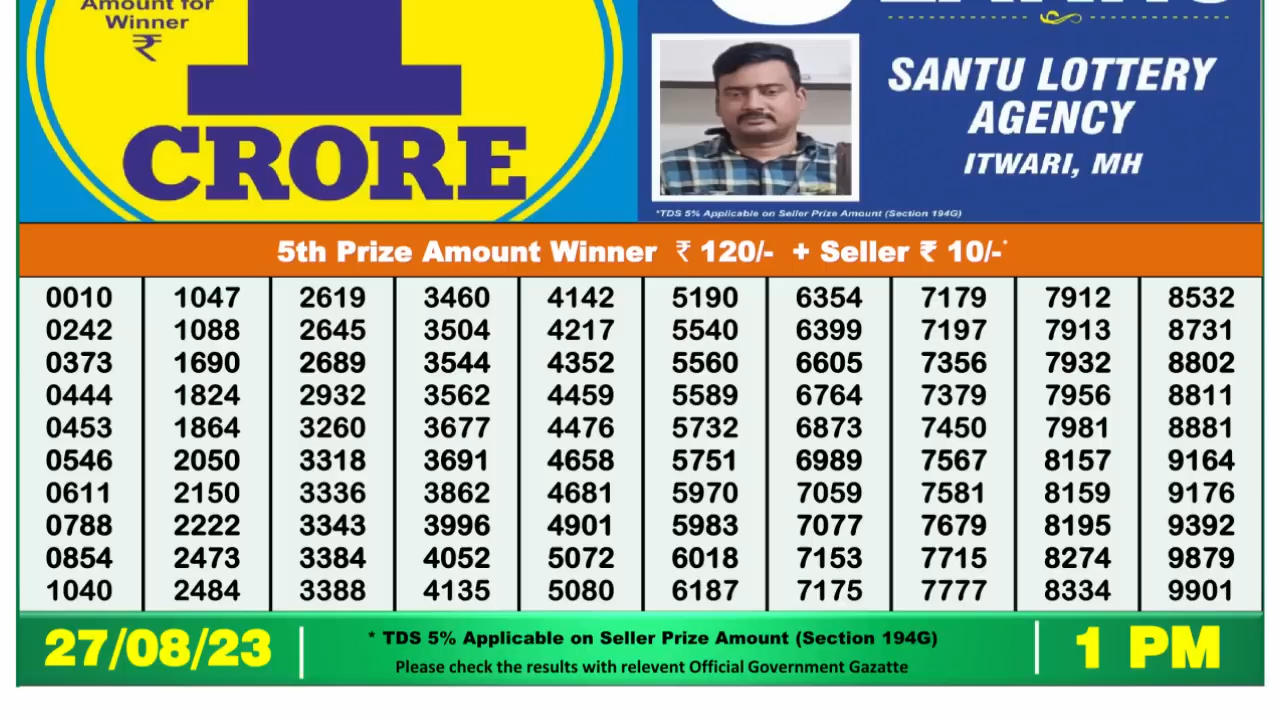 Amount for
Winner
₹
1
CRORE
SANTU LOTTERY
AGENCY
ITWARI, MH
*TDS 5% Applicable on Seller Prize Amount (Section 194G)
5th Prize Amount Winner ₹ 120/- + Seller ₹ 10/-*
0010 1047 2619 3460 4142 5190 6354 7179 7912 8532
0242 1088 2645 3504 4217 5540 6399 7197 7913 8731
0373 1690 2689 3544 4352 5560 6605 7356 7932 8802
0444 1824 2932 3562 4459 5589 6764 7379 7956 8811
0453 1864 3260 3677 4476 5732 6873 7450 7981 8881
0546 2050 3318 3691 4658 5751 6989 7567 8157 9164
0611 2150 3336 3862 4681 5970 7059 7581 8159 9176
0788 2222 3343 3996 4901 5983 7077 7679 8195 9392
0854 2473 3384 4052 5072 6018 7153 7715 8274 9879
1040 2484 3388 4135 5080 6187 7175 7777 8334 9901
27/08/23
* TDS 5% Applicable on Seller Prize Amount (Section 194G)
Please check the results with relevent Official Government Gazatte
1 PM